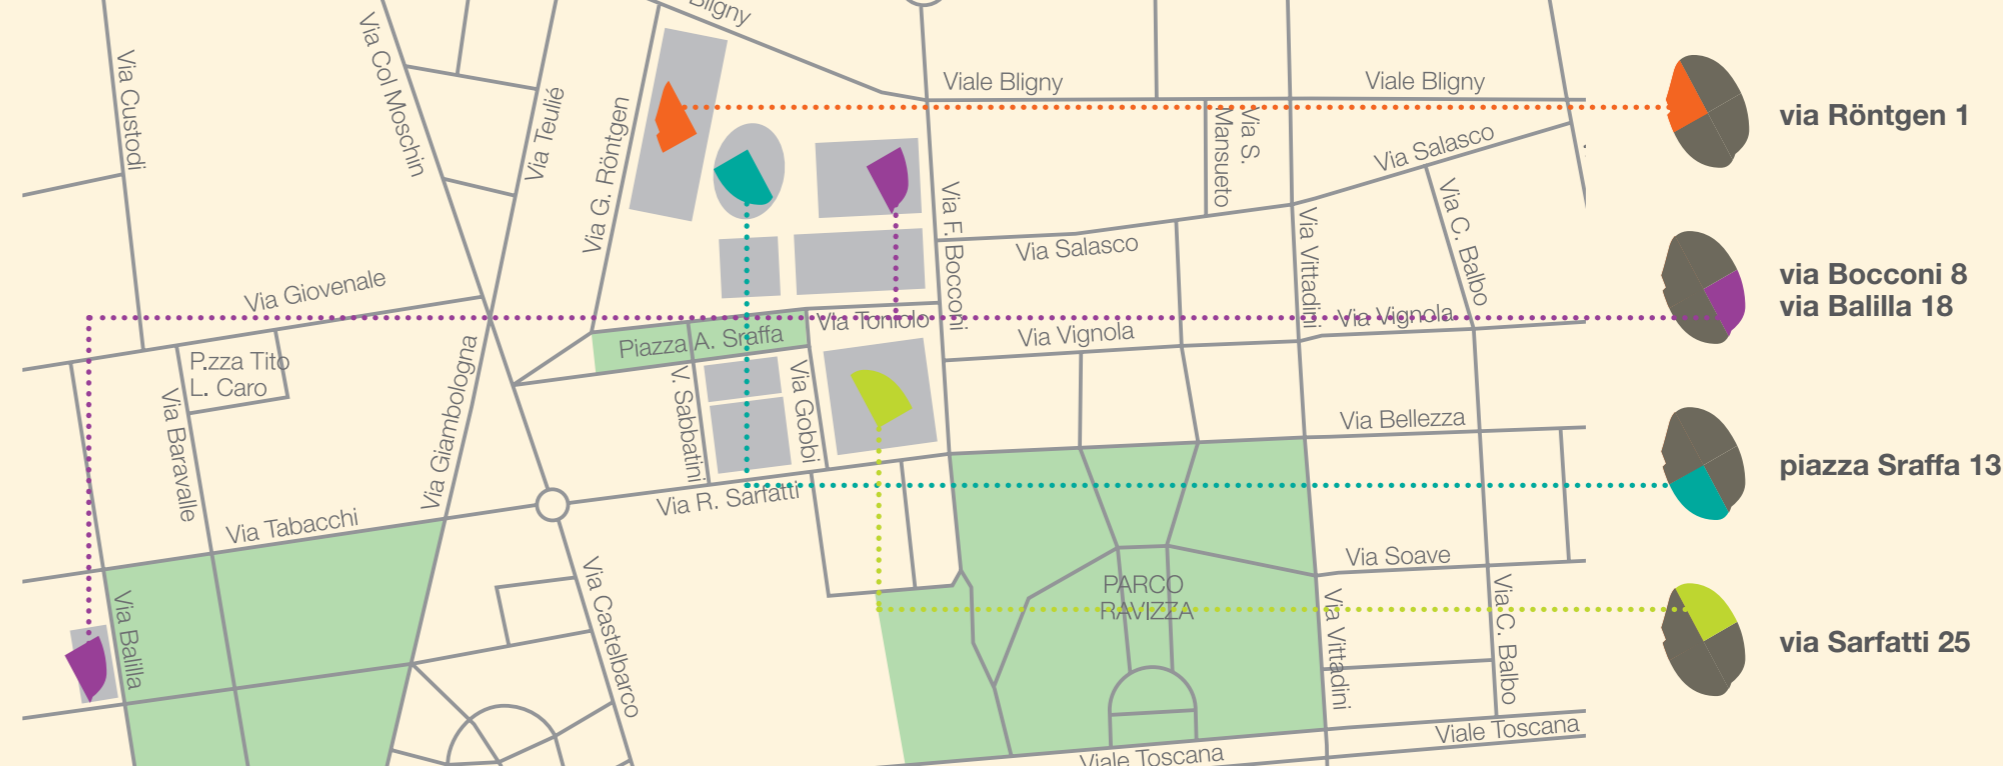 Bligny
Via Custodi
Via Col Moschin
Via Teulié
Via G. Röntgen
Viale Bligny
Viale Bligny
Via S.
Mansueto
Via Salasco
via Röntgen 1
Via F. Bocconi
Via Salasco
Via Vittadini
Via C. Balbo
via Bocconi 8
via Balilla 18
Via Giovenale
Via Toniolo
Via Vignola
Via Vignola
Piazza A. Sraffa
P.zza Tito
L. Caro
Via Baravalle
Via Giambologna
V. Sabbatini
Via Gobbi
Via Bellezza
piazza Sraffa 13
Via R. Sarfatti
Via Tabacchi
Via Soave
PARCO
RAVIZZA
Via Balilla
Via Castelbarco
Via Vittadini
Via C. Balbo
via Sarfatti 25
Viale Toscana
Viale Toscana